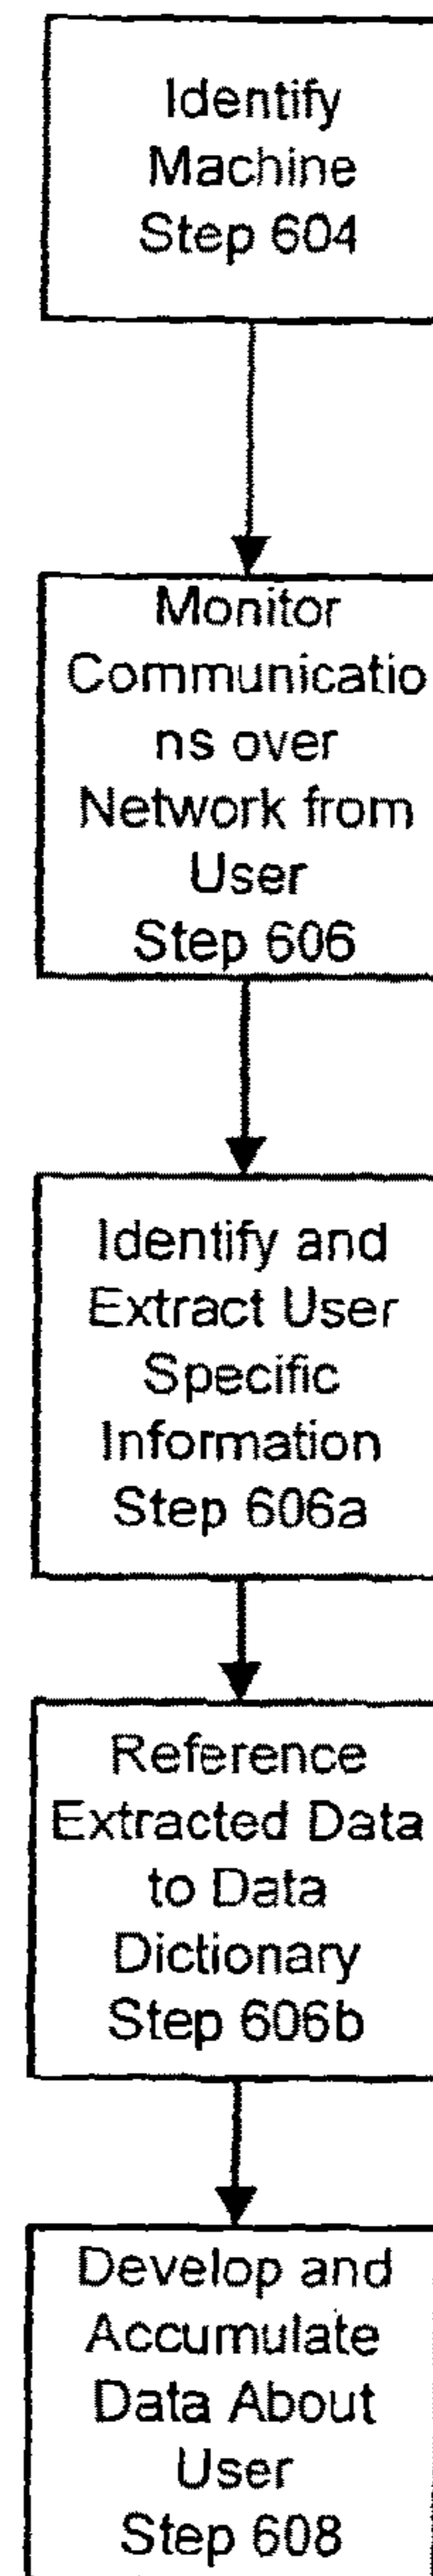 Identify
Machine
Step 604
Monitor
Communicatio
ns over
Network from
User
Step 606
Identify and
Extract User
Specific
Information
Step 606a
Reference
Extracted Data
to Data
Dictionary
Step 606b
Develop and
Accumulate
Data About
User
Step 608